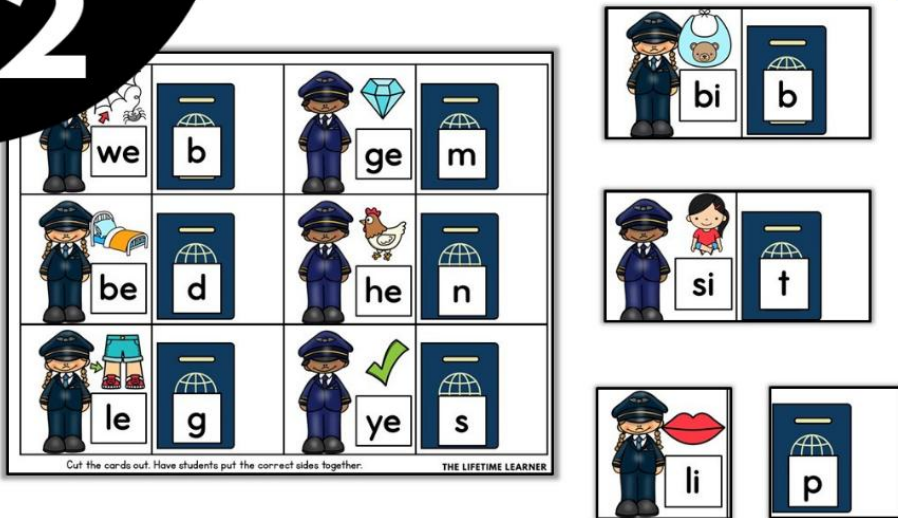 2
we b ge m
be d he n
le g ye s
Cut the cards out. Have students put the correct sides together. THE LIFETIME LEARNER
bi b
si t
li p